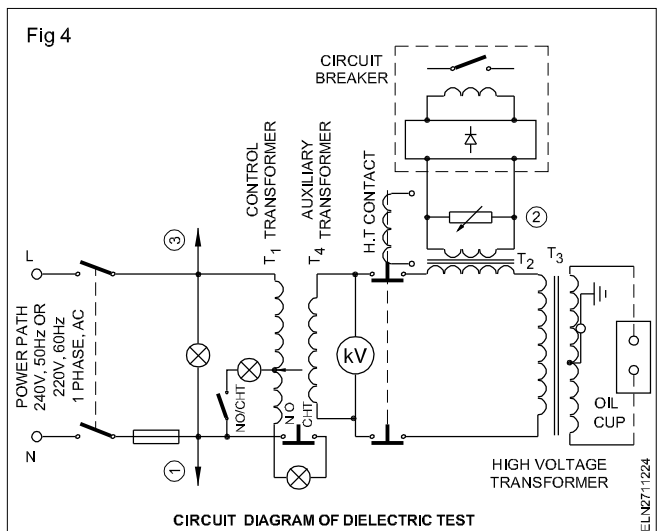 Fig 4
CIRCUIT
BREAKER
CONTROL
TRANSFORMER
T1
AUXILIARY
TRANSFORMER
T4
H.T CONTACT
2
T2
T3
3
L
POWER PATH
240V, 50Hz OR
220V, 60Hz
1 PHASE, AC
N
1
NO/CHT
NO
CHT
kV
OIL
CUP
HIGH VOLTAGE
TRANSFORMER
CIRCUIT DIAGRAM OF DIELECTRIC TEST
ELN2711224